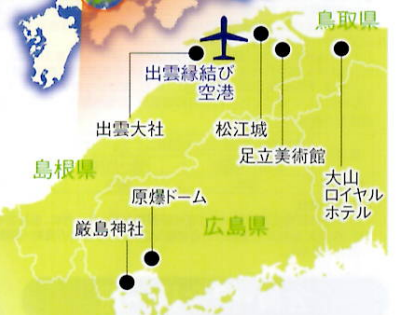 鳥取県
出雲縁結び
空港
出雲大社
松江城
足立美術館
島根県
大山
ロイヤル
ホテル
原爆ドーム
厳島神社
広島県